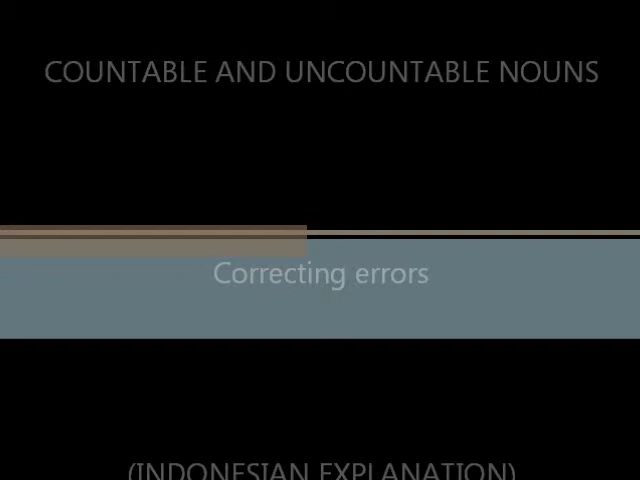 COUNTABLE AND UNCOUNTABLE NOUNS
Correcting errors
(INDONESIAN EXPLANATION)